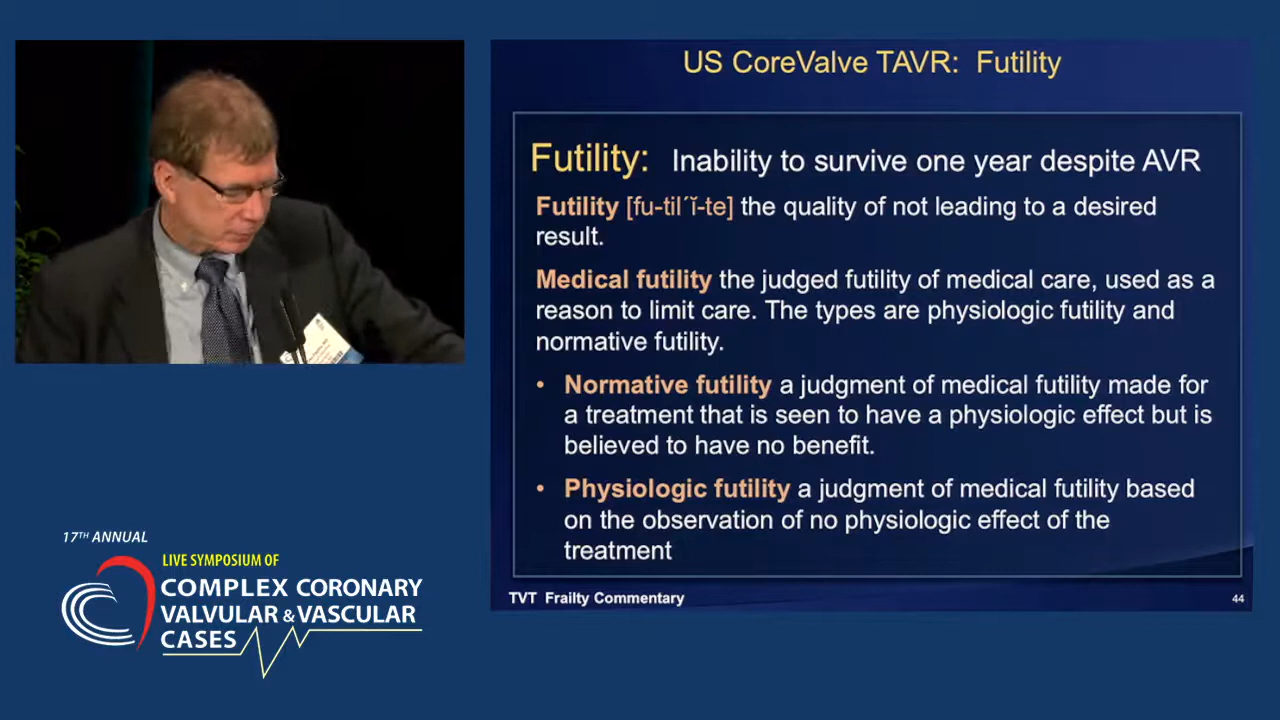 US CoreValve TAVR: Futility
Futility: Inability to survive one year despite AVR
Futility [fu-til´ĭ-te] the quality of not leading to a desired
result.
Medical futility the judged futility of medical care, used as a
reason to limit care. The types are physiologic futility and
normative futility.
• Normative futility a judgment of medical futility made for
a treatment that is seen to have a physiologic effect but is
believed to have no benefit.
• Physiologic futility a judgment of medical futility based
on the observation of no physiologic effect of the
treatment
TVT Frailty Commentary
44
17TH ANNUAL
LIVE SYMPOSIUM OF
COMPLEX CORONARY
VALVULAR & VASCULAR
CASES